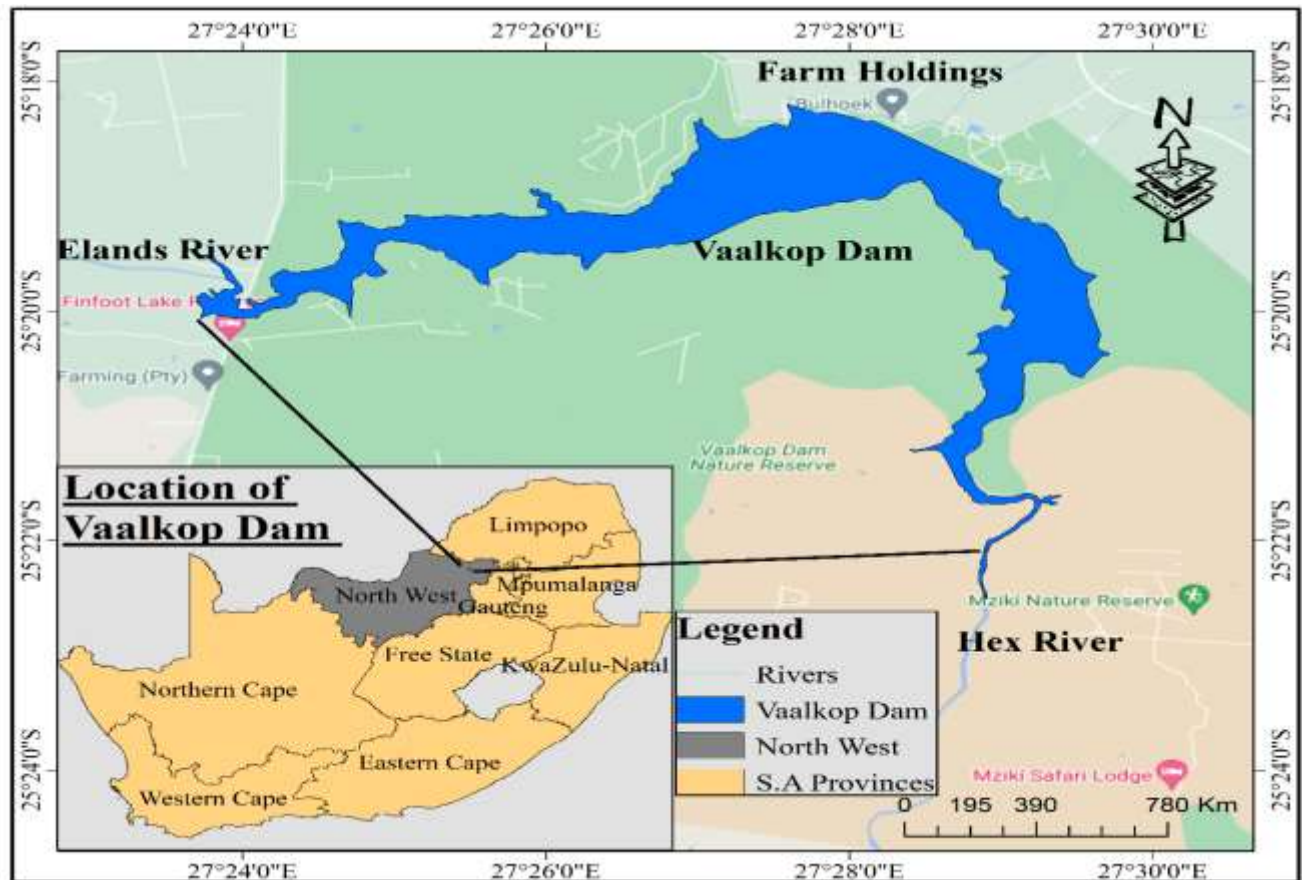 27°24'0"E
27°26'0"E
27°28'0"E
27°30'0"E
25°18'0"S
25°18'0"S
Farm Holdings
Bulhoek
N
Elands River
Vaalkop Dam
25°20'0"S
25°20'0"S
Finfoot Lake
Farming (Pty)
Vaalkop Dam
Nature Reserve
Location of
Vaalkop Dam
Limpopo
Mpumalanga
North West
Gauteng
Free State
KwaZulu-Natal
Northern Cape
Eastern Cape
Western Cape
25°22'0"S
25°22'0"S
Mziki Nature Reserve
Hex River
Legend
Rivers
Vaalkop Dam
North West
S.A Provinces
Mziki Safari Lodge
25°24'0"S
25°24'0"S
0 195 390 780 Km
27°24'0"E
27°26'0"E
27°28'0"E
27°30'0"E